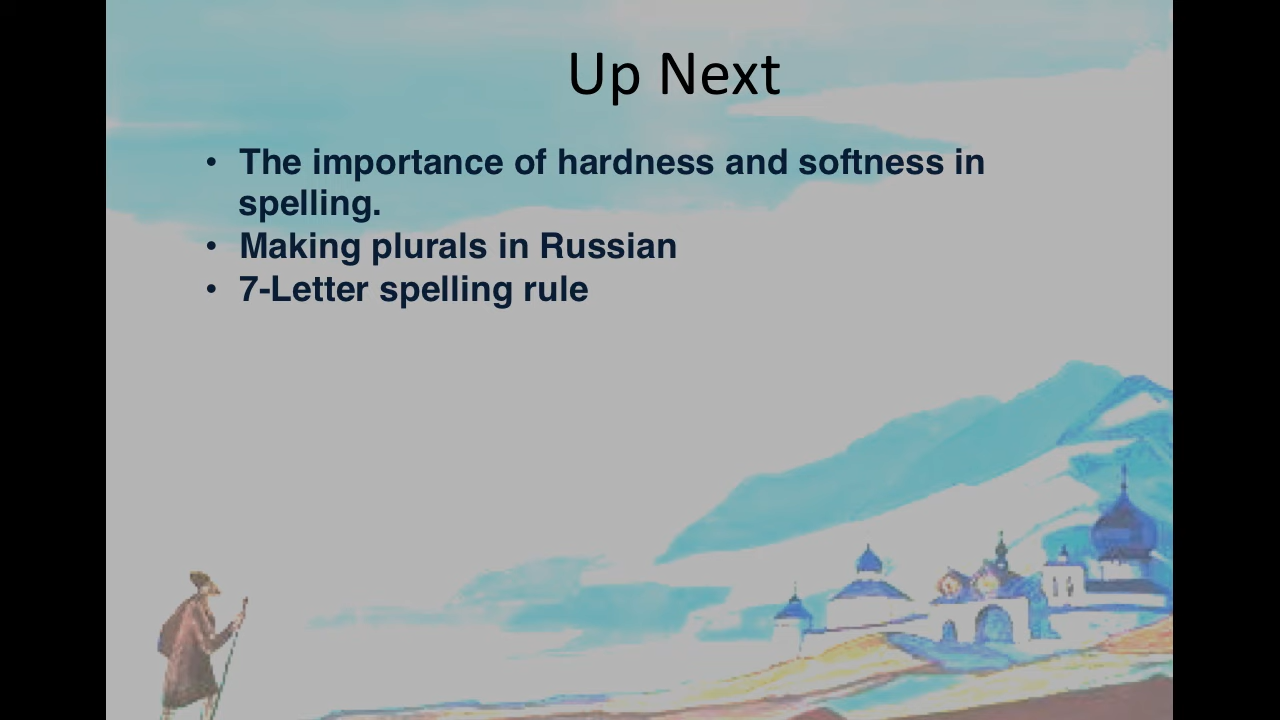 Up Next
• The importance of hardness and softness in
spelling.
• Making plurals in Russian
• 7-Letter spelling rule